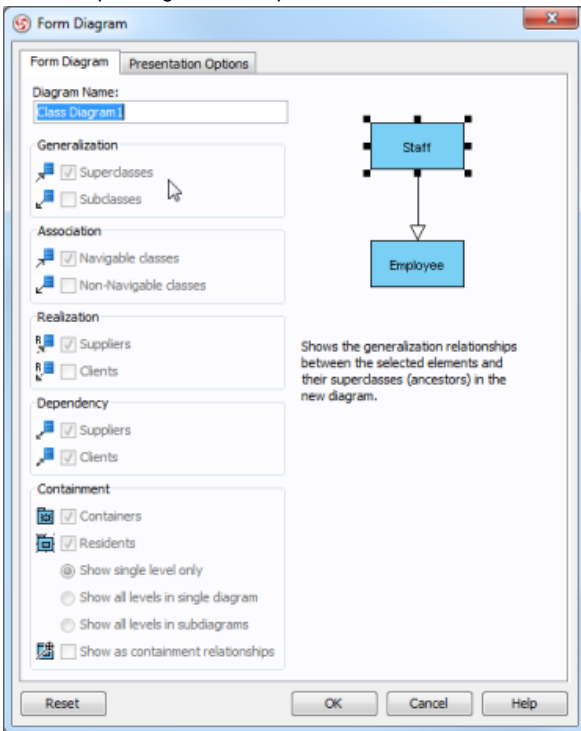 Form Diagram
Form Diagram
Presentation Options
Diagram Name:
Class Diagram1
Generalization
Superclasses
Subclasses
Association
Navigable classes
Non-Navigable classes
Realization
Suppliers
Clients
Dependency
Suppliers
Clients
Containment
Containers
Residents
Show single level only
Show all levels in single diagram
Show all levels in subdiagrams
Show as containment relationships
Staff
Employee
Shows the generalization relationships
between the selected elements and
their superclasses (ancestors) in the
new diagram.
Reset
OK
Cancel
Help